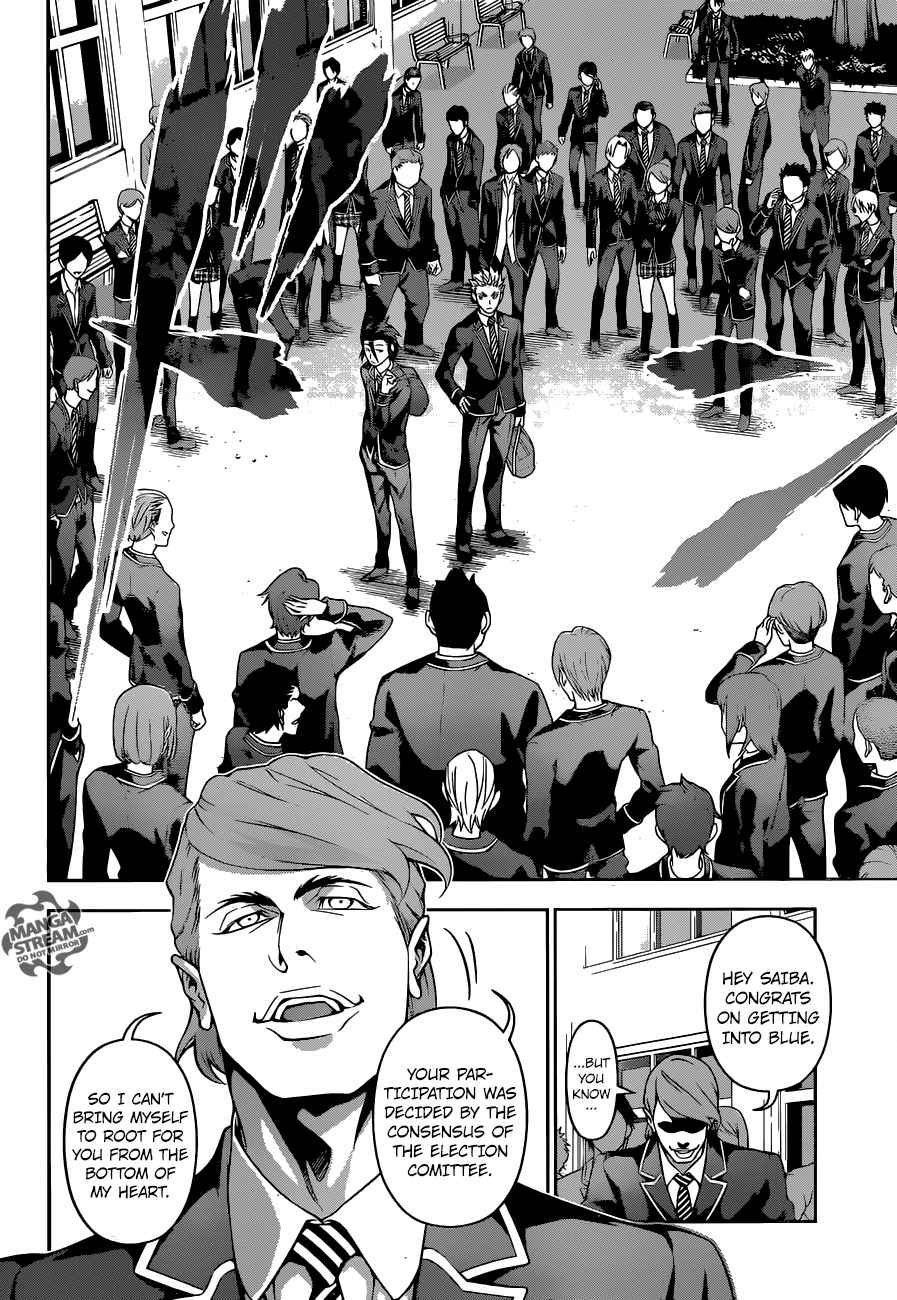 HEY SAIBA.
CONGRATS
ON GETTING
INTO
BLUE.
...BUT
YOU
KNOW
...
YOUR PAR-
TICIPATION WAS
DECIDED BY THE
CONSENSUS OF
THE ELECTION
COMITTEE.
SO I CAN'T
BRING MYSELF
TO ROOT FOR
YOU FROM THE
BOTTOM OF
MY HEART.
MANGA
STREAM.com
DO NOT MIRROR